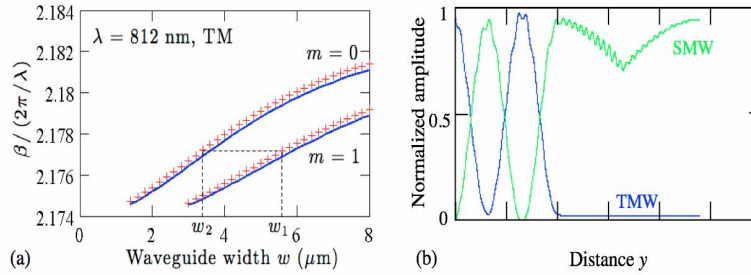 2.184
2.182
2.18
2.178
2.176
2.174
β/(2π/λ)
λ = 812 nm, TM
m = 0
m = 1
0 2 4 6 8
w₂ w₁
Waveguide width w (μm)
(a)
1
0.5
0
Normalized amplitude
SMW
TMW
Distance y
(b)